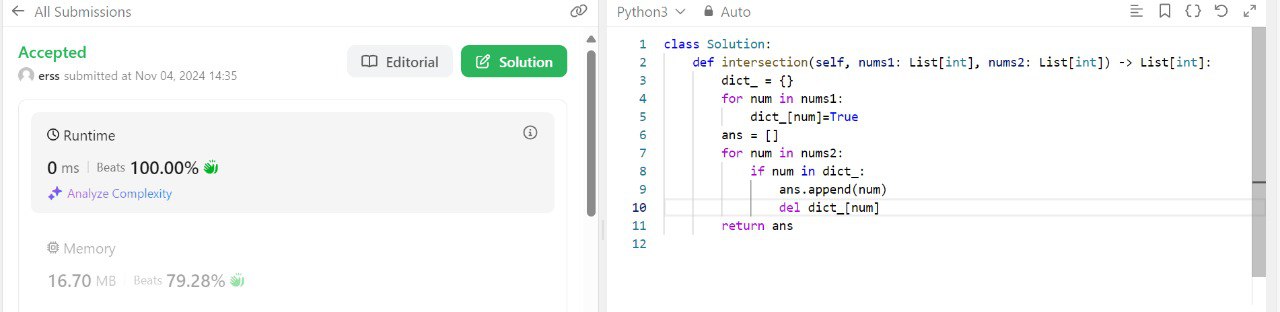 All Submissions
Accepted
erss submitted at Nov 04, 2024 14:35
Editorial
Solution
Runtime
0 ms | Beats 100.00%
Analyze Complexity
Memory
16.70 MB Beats 79.28%
Python3 Auto
1 class Solution:
2 def intersection(self, nums1: List[int], nums2: List[int]) -> List[int]:
3 dict_ = {}
4 for num in nums1:
5 dict_[num]=True
6 ans = []
7 for num in nums2:
8 if num in dict_:
9 ans.append(num)
10 del dict_[num]
11 return ans
12